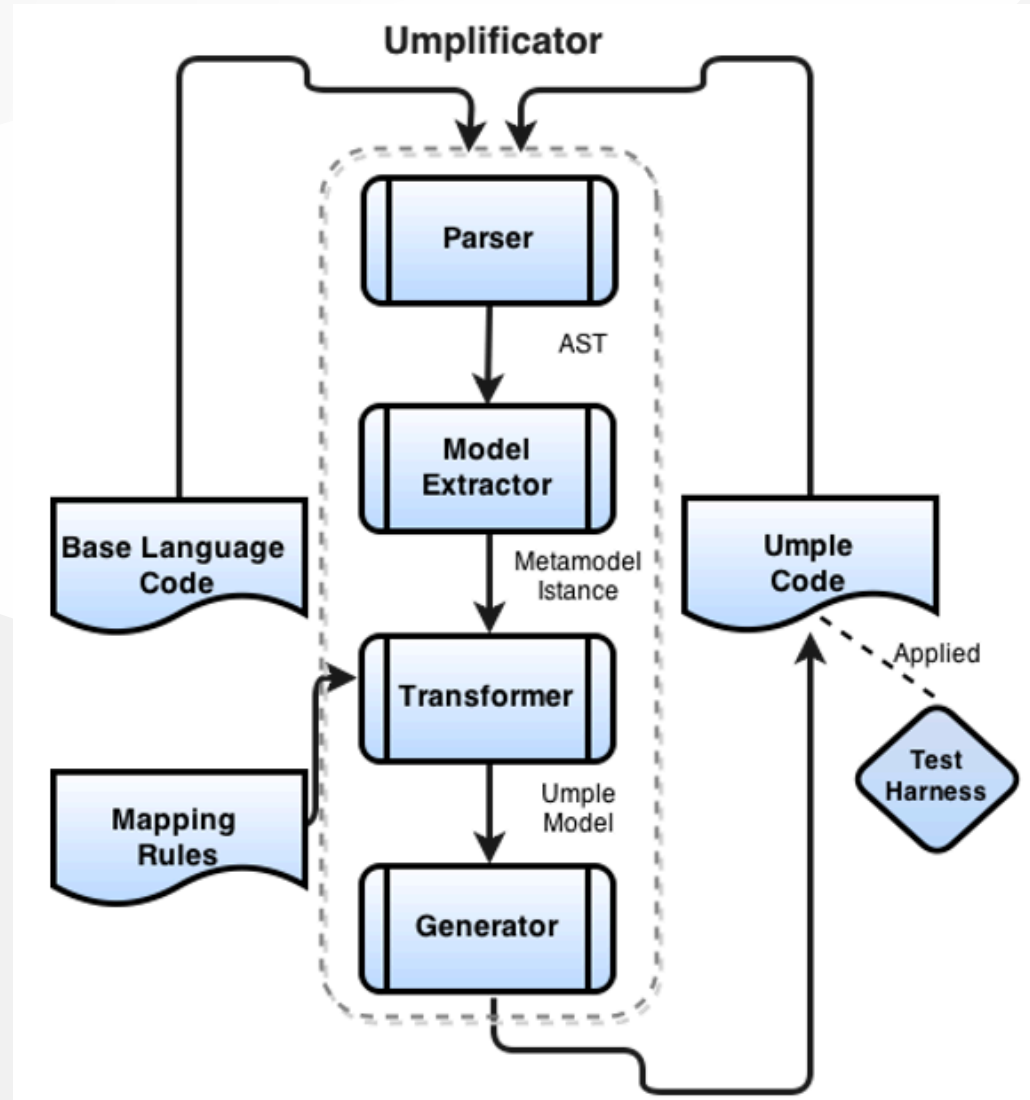 Umplificator
Parser
AST
Model
Extractor
Base Language
Code
Metamodel
Istance
Umple
Code
Applied
Transformer
Test
Harness
Mapping
Rules
Umple
Model
Generator